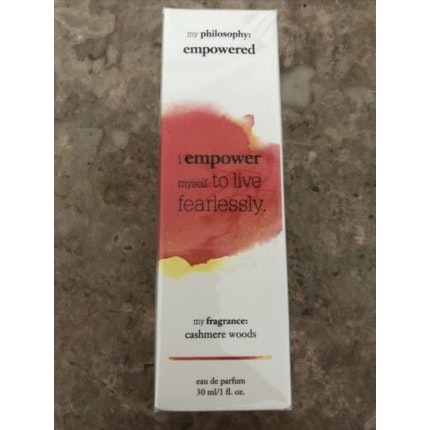 my philosophy:
empowered
i empower
myself to live
fearlessly.
my fragrance:
cashmere woods
eau de parfum
30 ml/1 fl. oz.